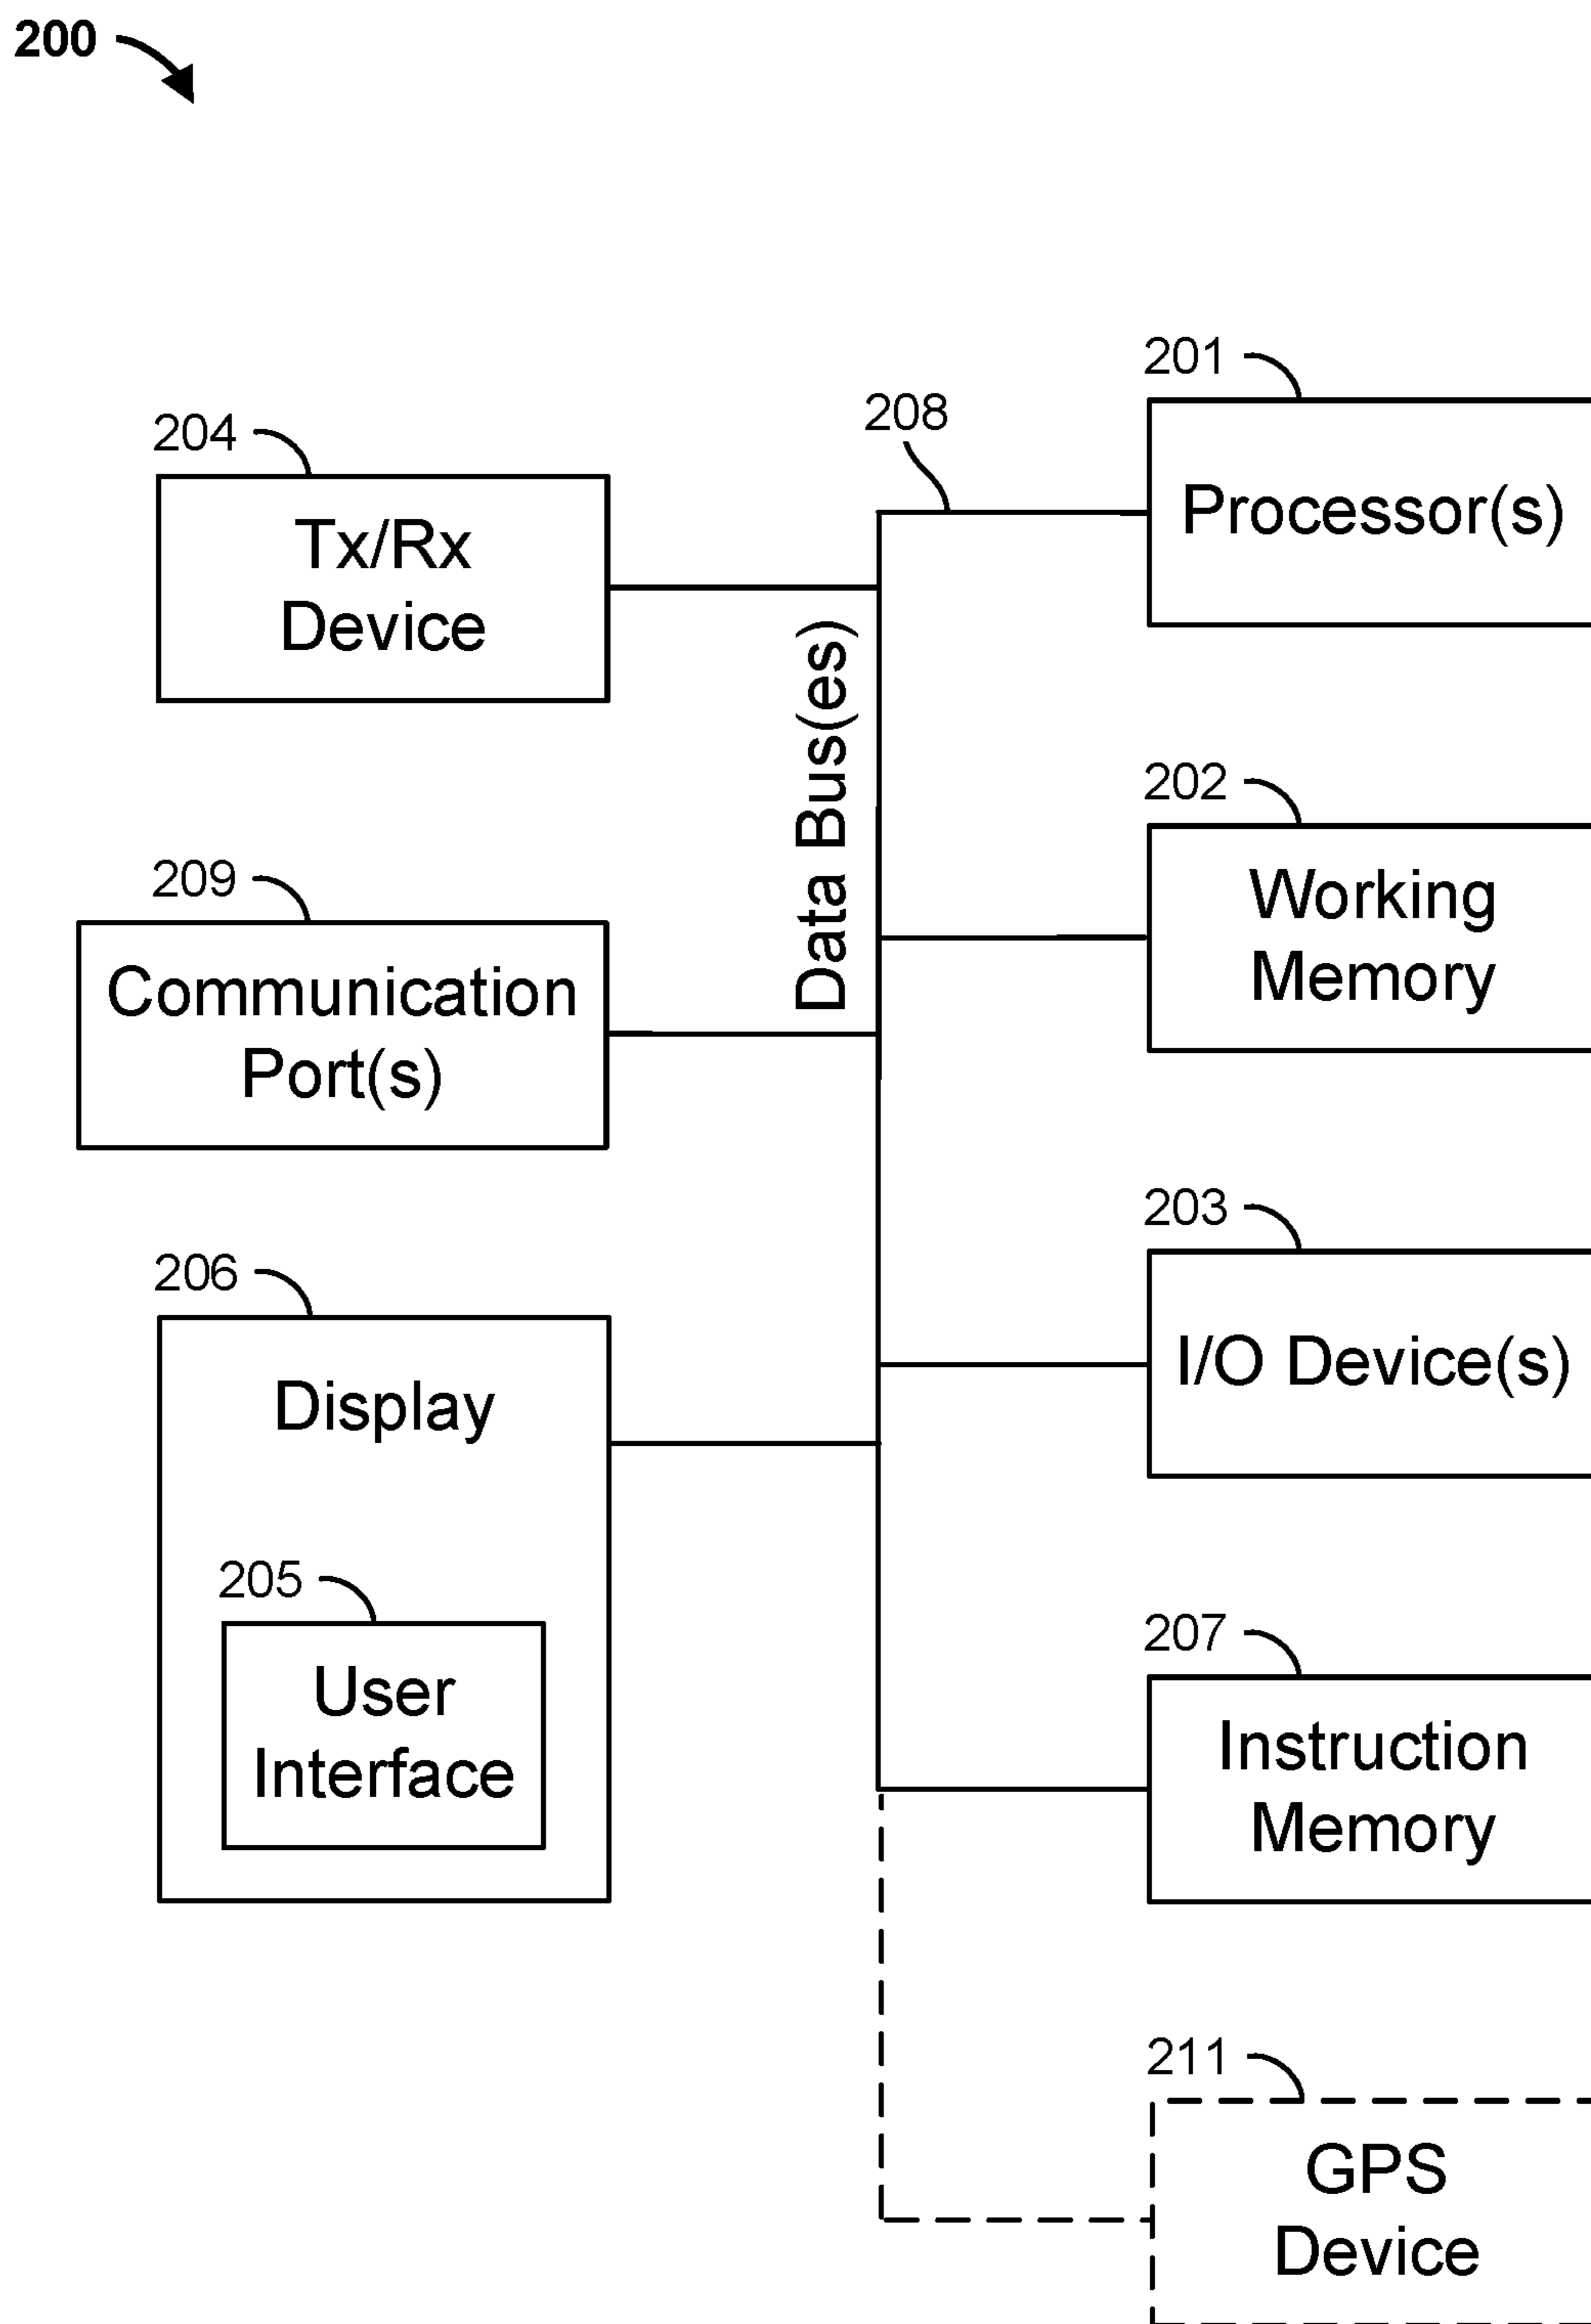 200
204
Tx/Rx
Device
209
Communication
Port(s)
206
Display
205
User
Interface
208
Data Bus(es)
201
Processor(s)
202
Working
Memory
203
I/O Device(s)
207
Instruction
Memory
211
GPS
Device